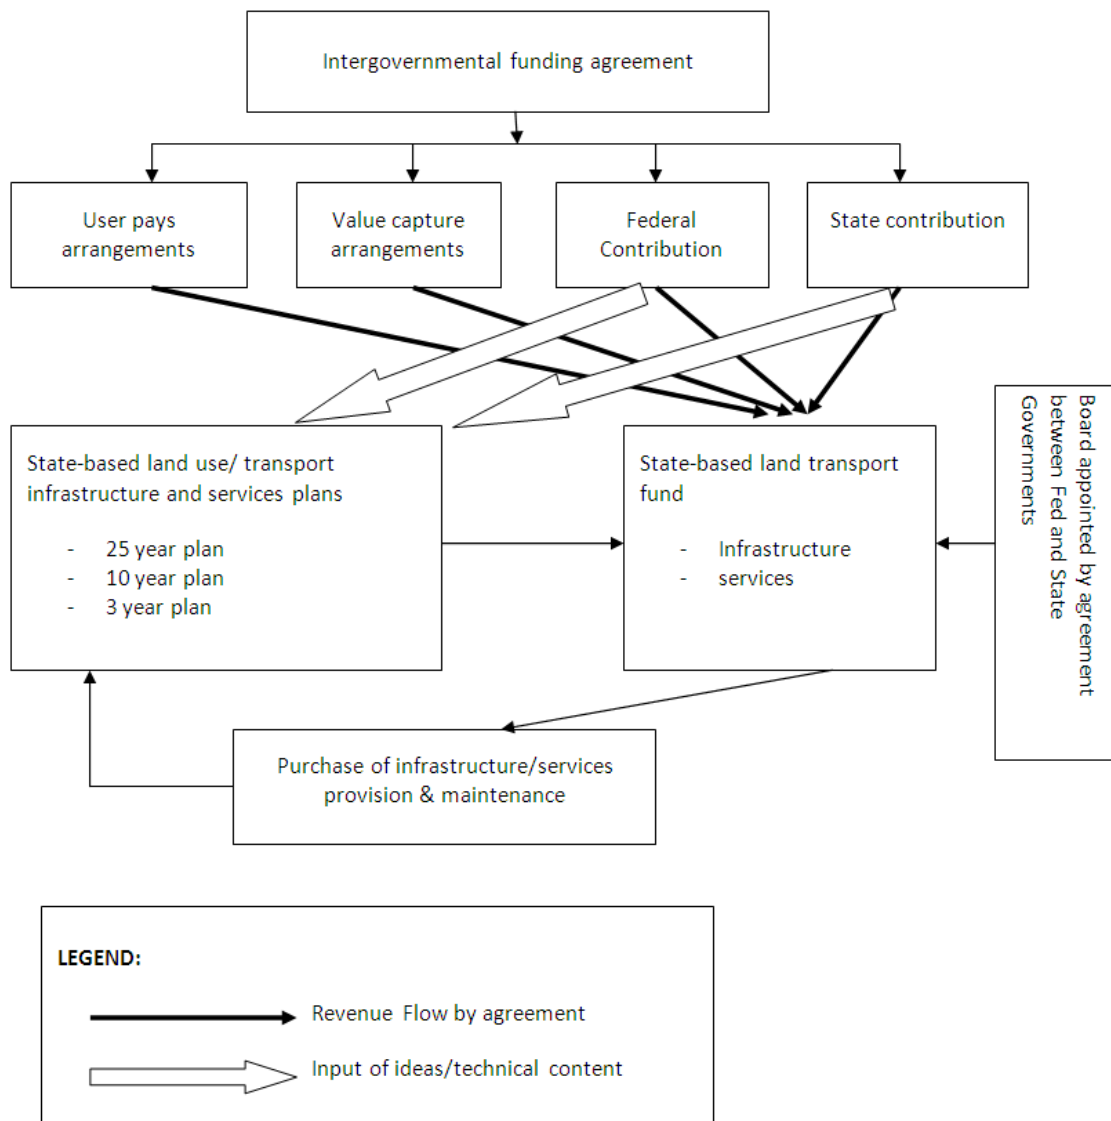 Intergovernmental funding agreement
User pays
arrangements
Value capture
arrangements
Federal
Contribution
State contribution
State-based land use/ transport
infrastructure and services plans
- 25 year plan
- 10 year plan
- 3 year plan
State-based land transport
fund
- Infrastructure
- services
Board appointed by agreement
between Fed and State
Governments
Purchase of infrastructure/services
provision & maintenance
LEGEND:
Revenue Flow by agreement
Input of ideas/technical content